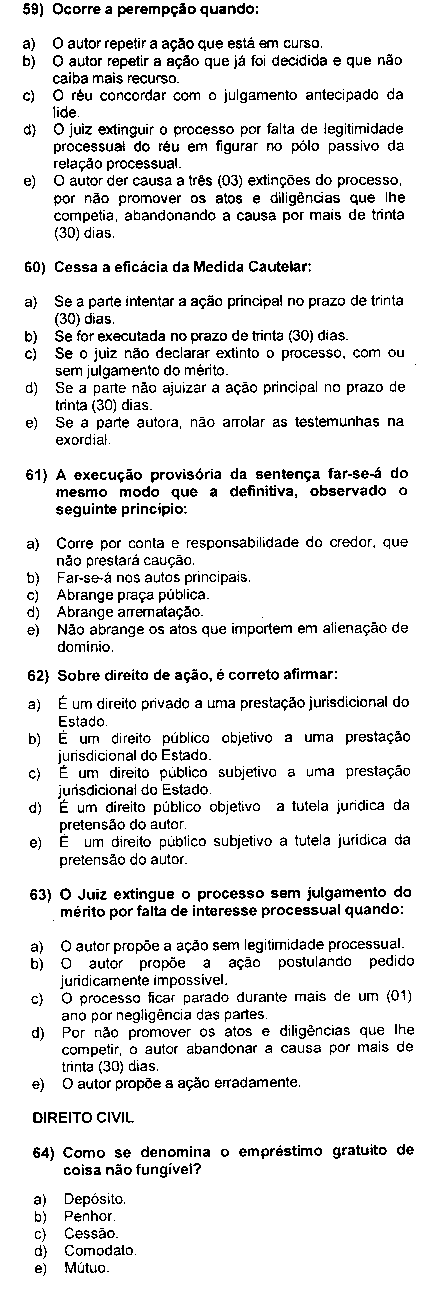 59) Ocorre a perempção quando:
a) O autor repetir a ação que está em curso.
b) O autor repetir a ação que já foi decidida e que não
caiba mais recurso.
c) O réu concordar com o julgamento antecipado da
lide.
d) O juiz extinguir o processo por falta de legitimidade
processual do réu em figurar no pólo passivo da
relação processual.
e) O autor der causa a três (03) extinções do processo,
por não promover os atos e diligências que lhe
competia, abandonando a causa por mais de trinta
(30) dias.
60) Cessa a eficácia da Medida Cautelar:
a) Se a parte intentar a ação principal no prazo de trinta
(30) dias.
b) Se for executada no prazo de trinta (30) dias.
c) Se o juiz não declarar extinto o processo, com ou
sem julgamento do mérito.
d) Se a parte não ajuizar a ação principal no prazo de
trinta (30) dias.
e) Se a parte autora, não arrolar as testemunhas na
exordial.
61) A execução provisória da sentença far-se-á do
mesmo modo que a definitiva, observado o
seguinte princípio:
a) Corre por conta e responsabilidade do credor, que
não prestará caução.
b) Far-se-á nos autos principais.
c) Abrange praça pública.
d) Abrange arrematação.
e) Não abrange os atos que importem em alienação de
domínio.
62) Sobre direito de ação, é correto afirmar:
a) É um direito privado a uma prestação jurisdicional do
Estado.
b) É um direito público objetivo a uma prestação
jurisdicional do Estado.
c) É um direito público subjetivo a uma prestação
jurisdicional do Estado.
d) É um direito público objetivo a tutela jurídica da
pretensão do autor.
e) É um direito público subjetivo a tutela jurídica da
pretensão do autor.
63) O Juiz extingue o processo sem julgamento do
mérito por falta de interesse processual quando:
a) O autor propõe a ação sem legitimidade processual.
b) O autor propõe a ação postulando pedido
juridicamente impossível.
c) O processo ficar parado durante mais de um (01)
ano por negligência das partes.
d) Por não promover os atos e diligências que lhe
competir, o autor abandonar a causa por mais de
trinta (30) dias.
e) O autor propõe a ação erradamente.
DIREITO CIVIL
64) Como se denomina o empréstimo gratuito de
coisa não fungível?
a) Depósito.
b) Penhor.
c) Cessão.
d) Comodato.
e) Mútuo.